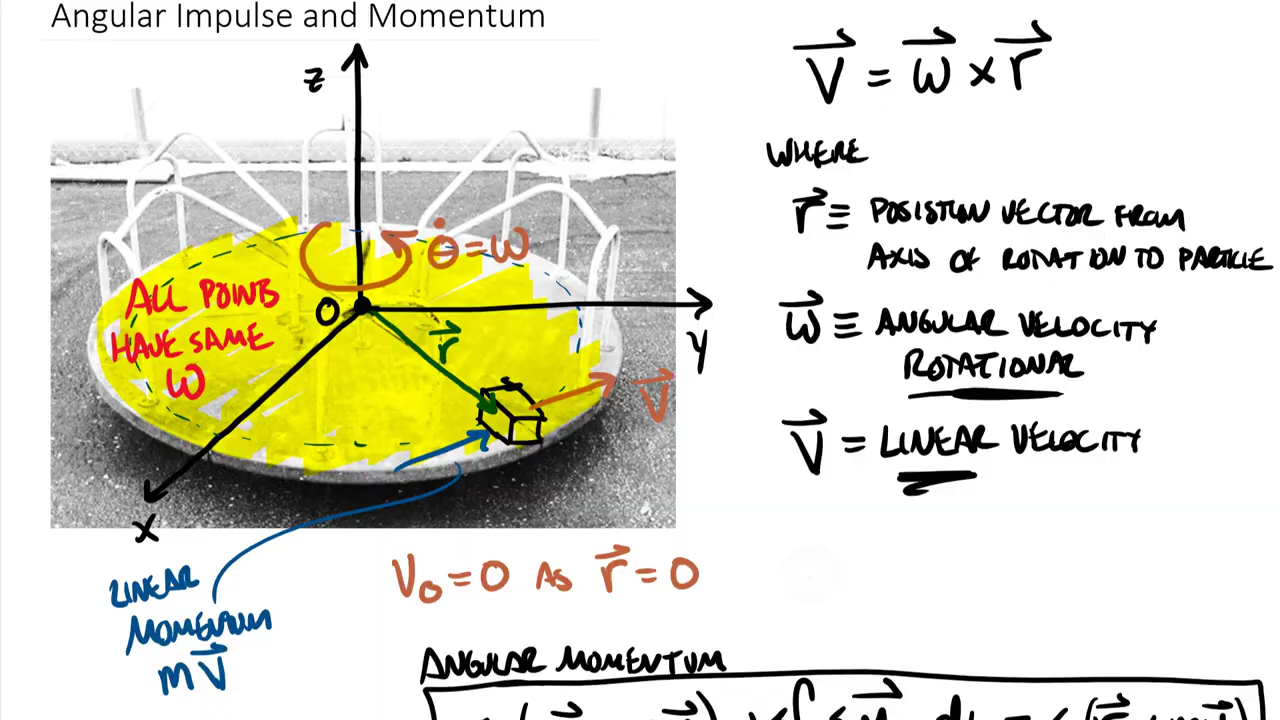 Angular Impulse and Momentum
z
V = ω × r
WHERE
r ≡ POSISTION VECTOR FROM
AXIS OF ROTATION TO PARTICLE
ω ≡ ANGULAR VELOCITY
ROTATIONAL
V = LINEAR VELOCITY
θ̇ = ω
ALL POINTS
HAVE SAME
ω
O
r
y
V
x
V₀ = 0 AS r = 0
LINEAR
MOMENTUM
mV
ANGULAR MOMENTUM